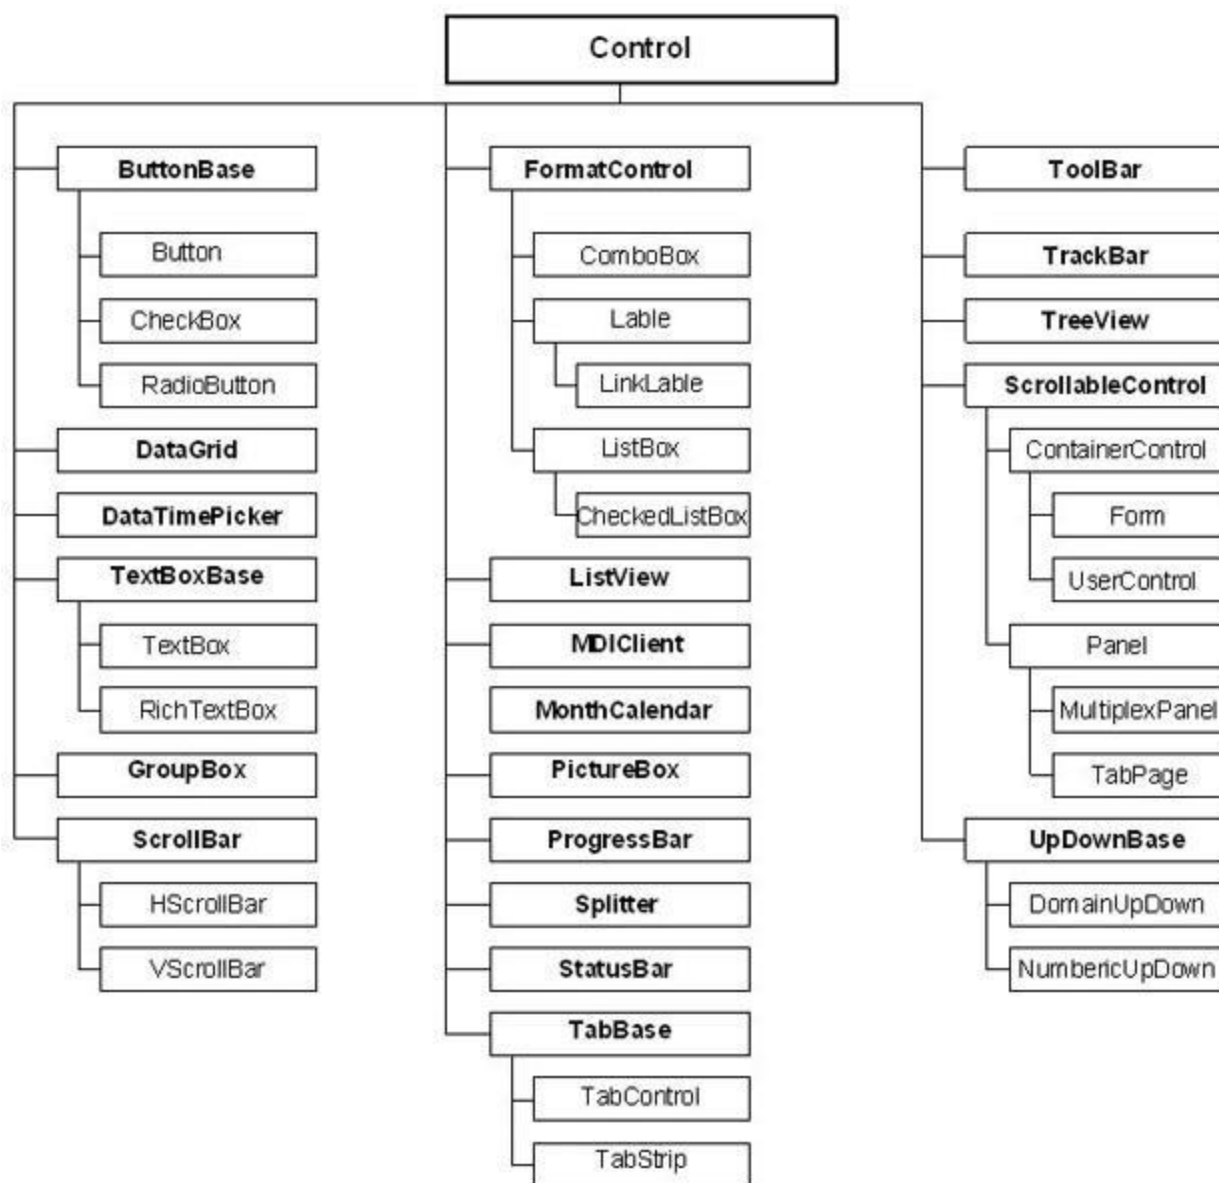 Control
ButtonBase
Button
CheckBox
RadioButton
DataGrid
DataTimePicker
TextBoxBase
TextBox
RichTextBox
GroupBox
ScrollBar
HScrollBar
VScrollBar
FormatControl
ComboBox
Lable
LinkLable
ListBox
CheckedListBox
ListView
MDIClient
MonthCalendar
PictureBox
ProgressBar
Splitter
StatusBar
TabBase
TabControl
TabStrip
ToolBar
TrackBar
TreeView
ScrollableControl
ContainerControl
Form
UserControl
Panel
MultiplexPanel
TabPage
UpDownBase
DomainUpDown
NumbericUpDown